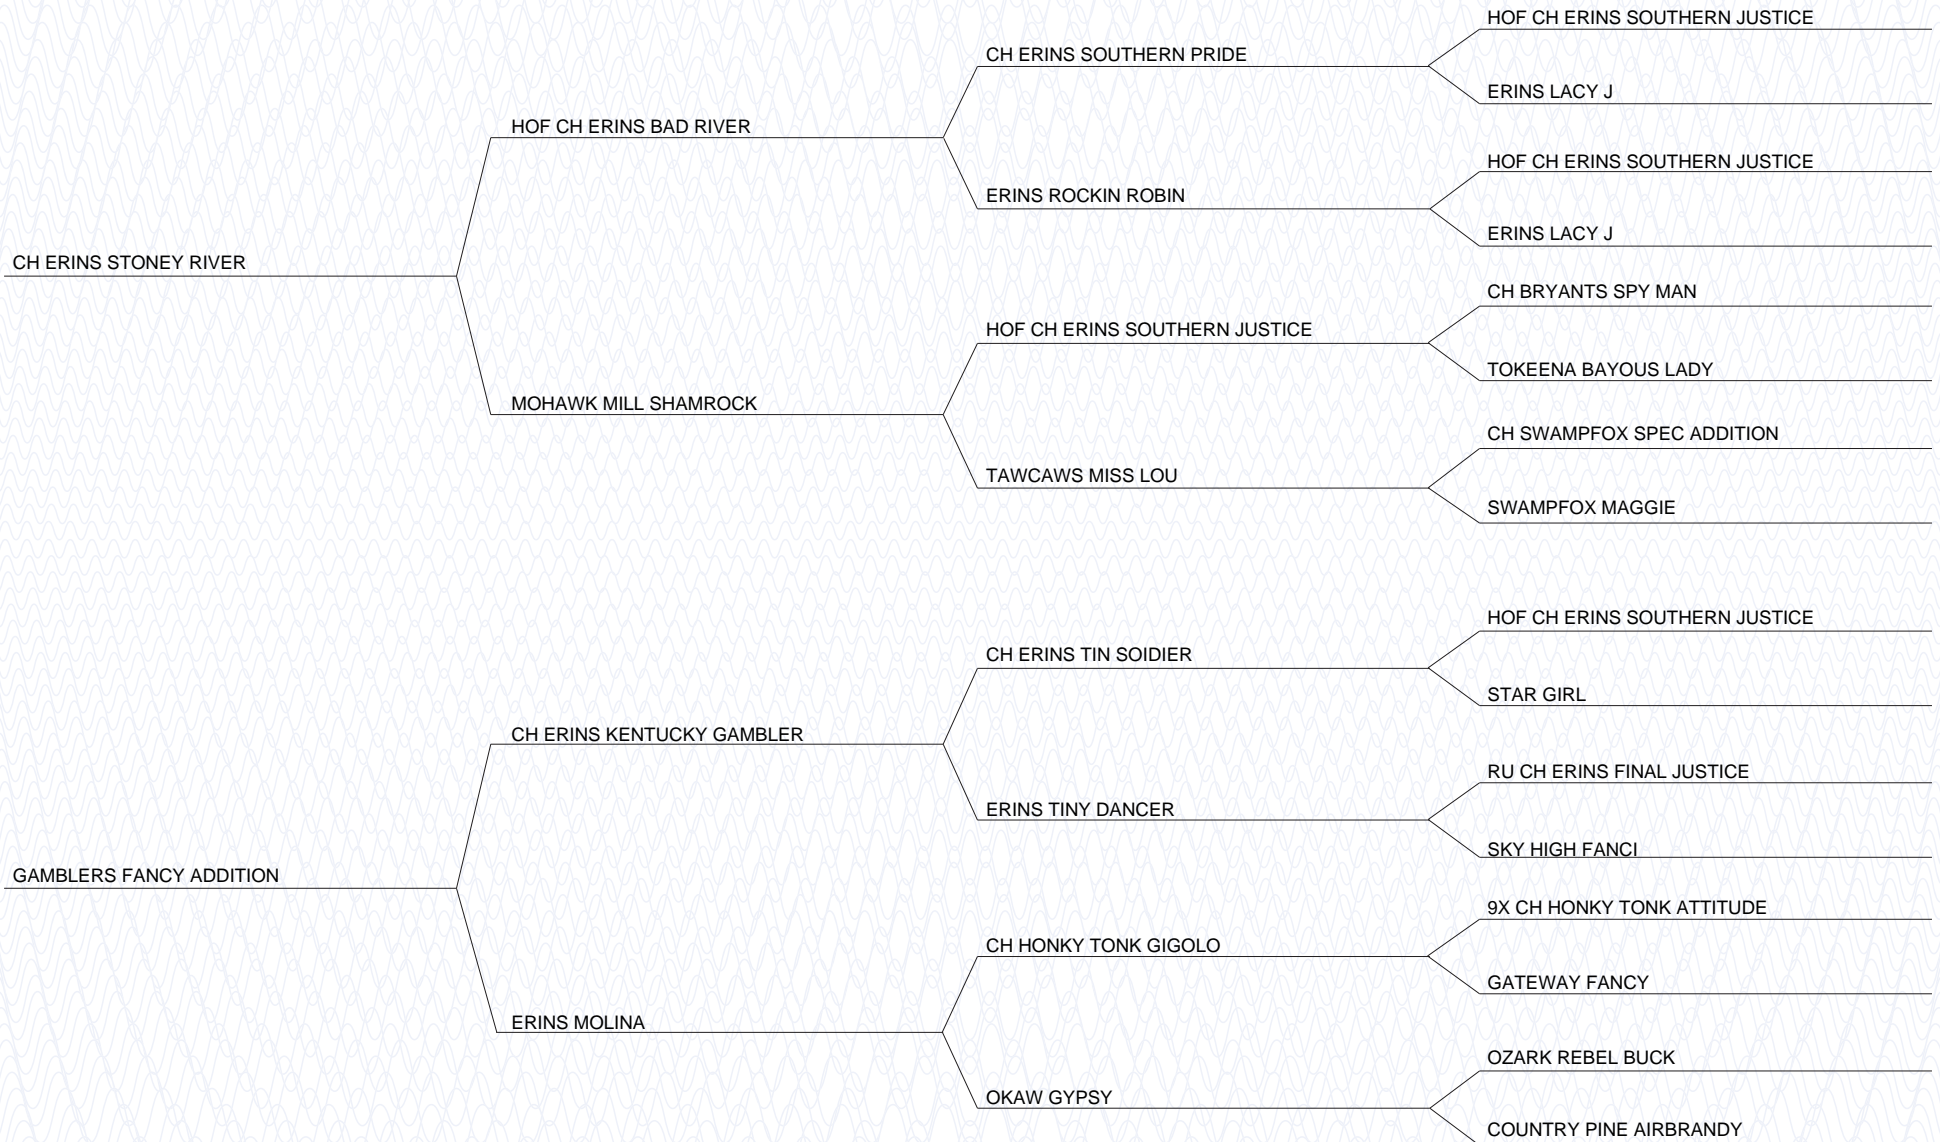 HOF CH ERINS SOUTHERN JUSTICE
CH ERINS SOUTHERN PRIDE
ERINS LACY J
HOF CH ERINS BAD RIVER
HOF CH ERINS SOUTHERN JUSTICE
ERINS ROCKIN ROBIN
ERINS LACY J
CH ERINS STONEY RIVER
CH BRYANTS SPY MAN
HOF CH ERINS SOUTHERN JUSTICE
TOKEENA BAYOUS LADY
MOHAWK MILL SHAMROCK
CH SWAMPFOX SPEC ADDITION
TAWCAWS MISS LOU
SWAMPFOX MAGGIE
HOF CH ERINS SOUTHERN JUSTICE
CH ERINS TIN SOIDIER
STAR GIRL
CH ERINS KENTUCKY GAMBLER
RU CH ERINS FINAL JUSTICE
ERINS TINY DANCER
SKY HIGH FANCI
GAMBLERS FANCY ADDITION
9X CH HONKY TONK ATTITUDE
CH HONKY TONK GIGOLO
GATEWAY FANCY
ERINS MOLINA
OZARK REBEL BUCK
OKAW GYPSY
COUNTRY PINE AIRBRANDY